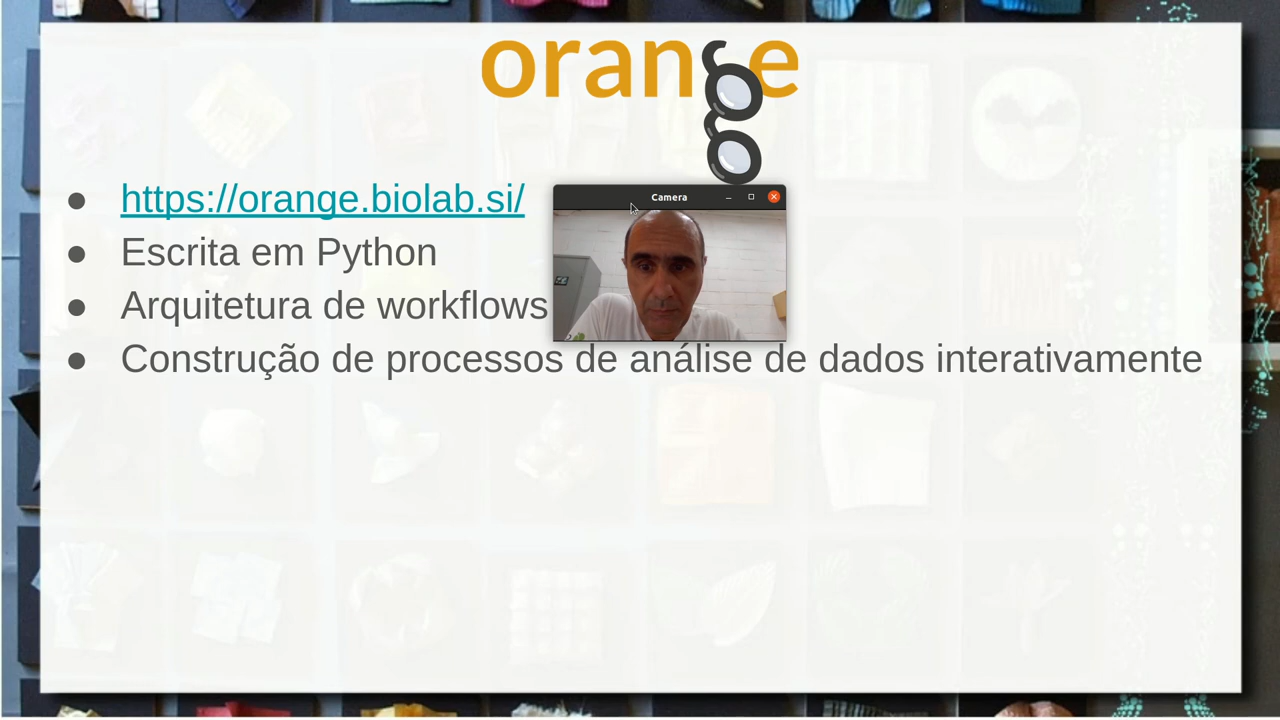 orange
https://orange.biolab.si/
Camera
Escrita em Python
Arquitetura de workflows
Construção de processos de análise de dados interativamente